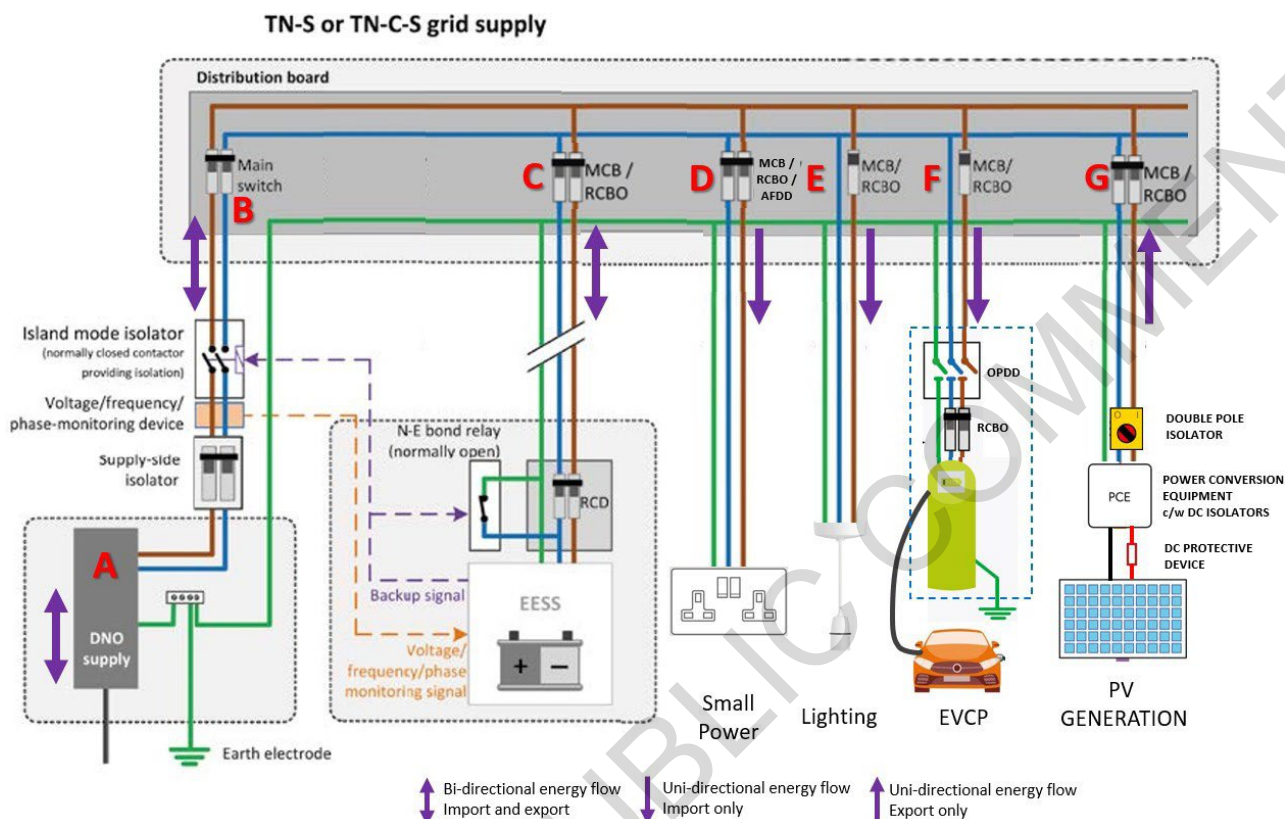 TN-S or TN-C-S grid supply
Distribution board
Main
switch
B
C
MCB /
RCBO
D
MCB /
RCBO /
AFDD
E
MCB/
RCBO
F
MCB/
RCBO
G
MCB /
RCBO
Island mode isolator
(normally closed contactor
providing isolation)
Voltage/frequency/
phase-monitoring device
Supply-side
isolator
A
DNO
supply
Earth electrode
N-E bond relay
(normally open)
RCD
Backup signal
EESS
+ −
Voltage/
frequency/phase
monitoring signal
Small
Power
Lighting
OPDD
RCBO
EVCP
O I
DOUBLE POLE
ISOLATOR
PCE
POWER CONVERSION
EQUIPMENT
c/w DC ISOLATORS
DC PROTECTIVE
DEVICE
PV
GENERATION
Bi-directional energy flow
Import and export
Uni-directional energy flow
Import only
Uni-directional energy flow
Export only
BLIC COMMENT